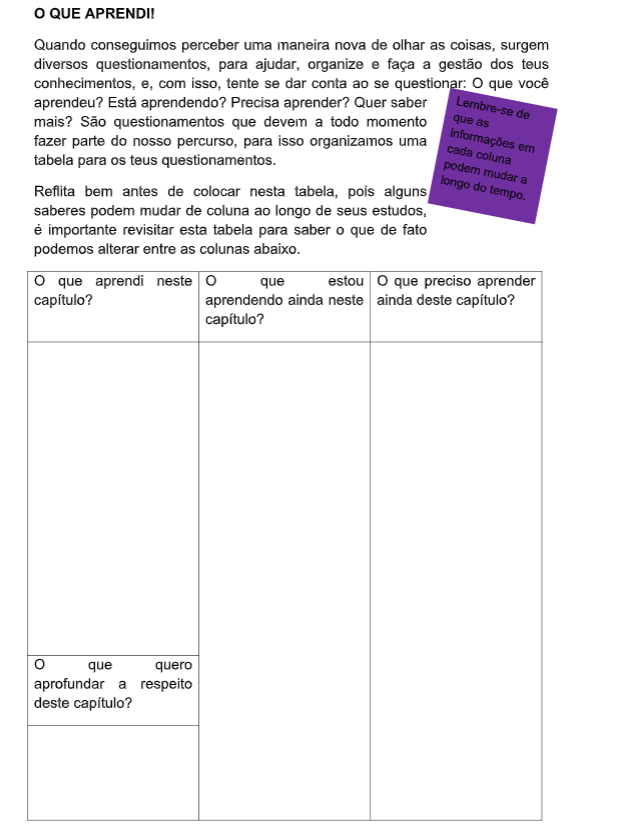 O QUE APRENDI!
Quando conseguimos perceber uma maneira nova de olhar as coisas, surgem
diversos questionamentos, para ajudar, organize e faça a gestão dos teus
conhecimentos, e, com isso, tente se dar conta ao se questionar: O que você
aprendeu? Está aprendendo? Precisa aprender? Quer saber
mais? São questionamentos que devem a todo momento
fazer parte do nosso percurso, para isso organizamos uma
tabela para os teus questionamentos.
Lembre-se de
que as
informações em
cada coluna
podem mudar a
longo do tempo.
Reflita bem antes de colocar nesta tabela, pois alguns
saberes podem mudar de coluna ao longo de seus estudos,
é importante revisitar esta tabela para saber o que de fato
podemos alterar entre as colunas abaixo.
O que aprendi neste
capítulo?
O que estou
aprendendo ainda neste
capítulo?
O que preciso aprender
ainda deste capítulo?
O que quero
aprofundar a respeito
deste capítulo?